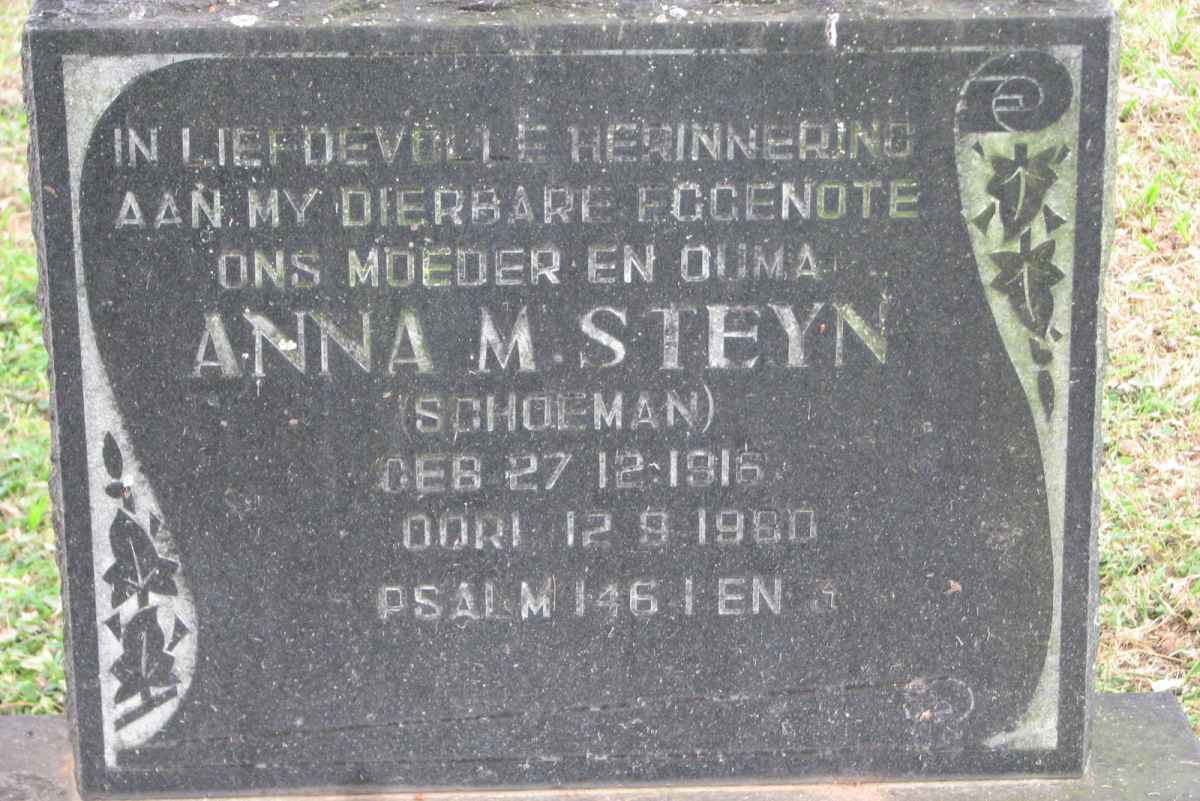 IN LIEFDEVOLLE HERINNERING
AAN MY DIERBARE EGGENOTE
ONS MOEDER EN OUMA
ANNA M. STEYN
(SCHOEMAN)
GEB 27 12.1916
OORL 12 9 1980
PSALM 146 1 EN